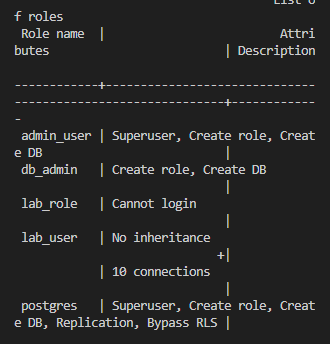 List o
f roles
 Role name  |                       Attri
butes                       | Description

------------+-----------------------------
----------------------------+------------
-
 admin_user | Superuser, Create role, Creat
e DB                        |
 db_admin   | Create role, Create DB
                            |
 lab_role   | Cannot login
                            |
 lab_user   | No inheritance
                           +|
            | 10 connections
                            |
 postgres   | Superuser, Create role, Creat
e DB, Replication, Bypass RLS |